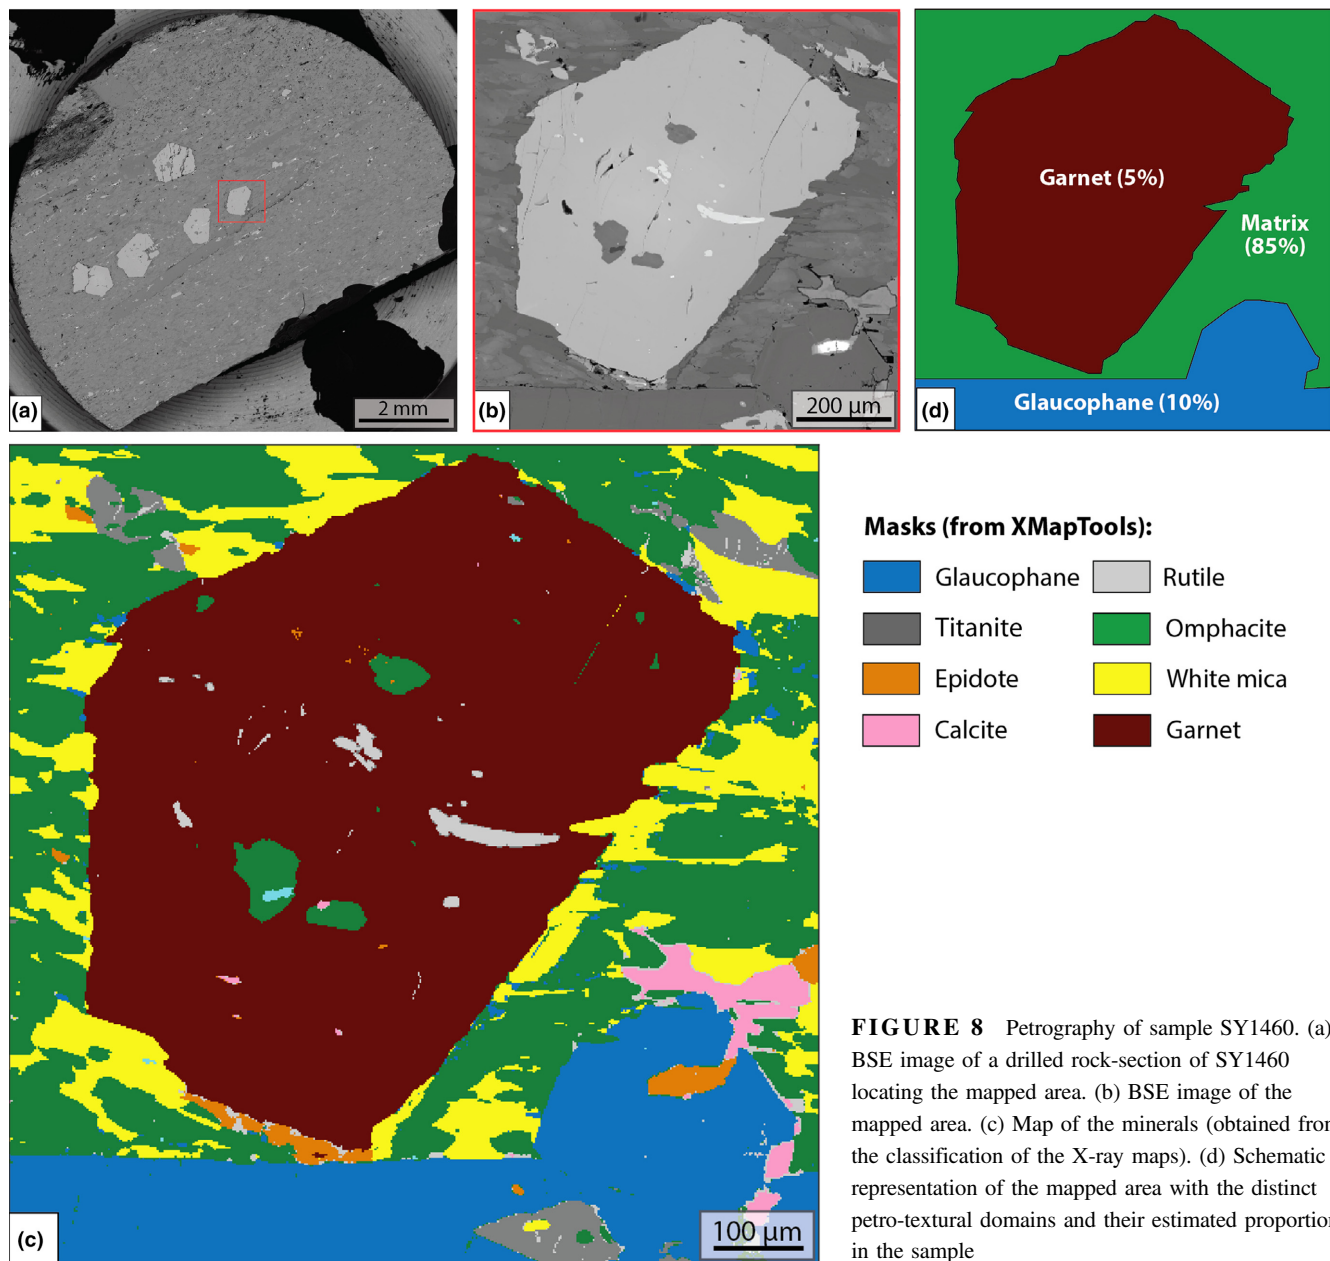 (a)
2 mm
(b)
200 µm
Garnet (5%)
Matrix
(85%)
Glaucophane (10%)
(d)
(c)
100 µm
Masks (from XMapTools):
Glaucophane
Rutile
Titanite
Omphacite
Epidote
White mica
Calcite
Garnet
FIGURE 8 Petrography of sample SY1460. (a)
BSE image of a drilled rock-section of SY1460
locating the mapped area. (b) BSE image of the
mapped area. (c) Map of the minerals (obtained from
the classification of the X-ray maps). (d) Schematic
representation of the mapped area with the distinct
petro-textural domains and their estimated proportion
in the sample